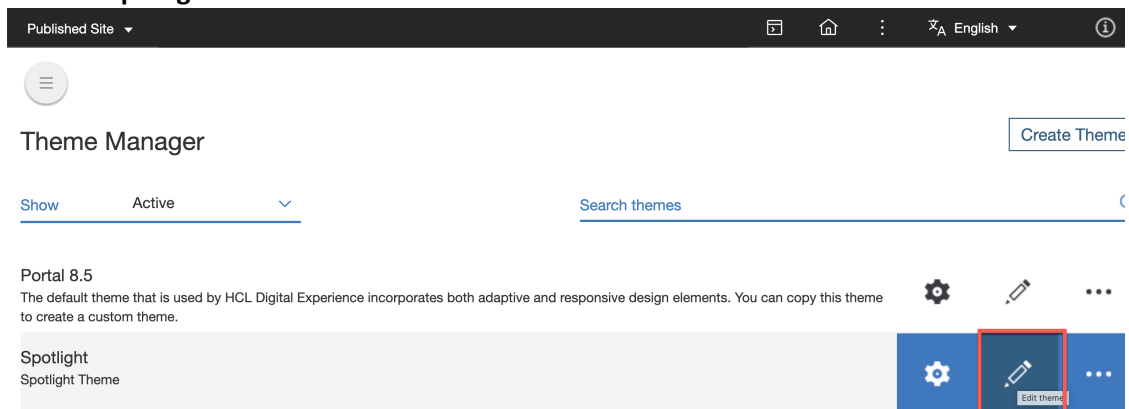 Published Site
English
Theme Manager
Create Theme
Show
Active
Search themes
Portal 8.5
The default theme that is used by HCL Digital Experience incorporates both adaptive and responsive design elements. You can copy this theme
to create a custom theme.
Spotlight
Spotlight Theme
Edit theme